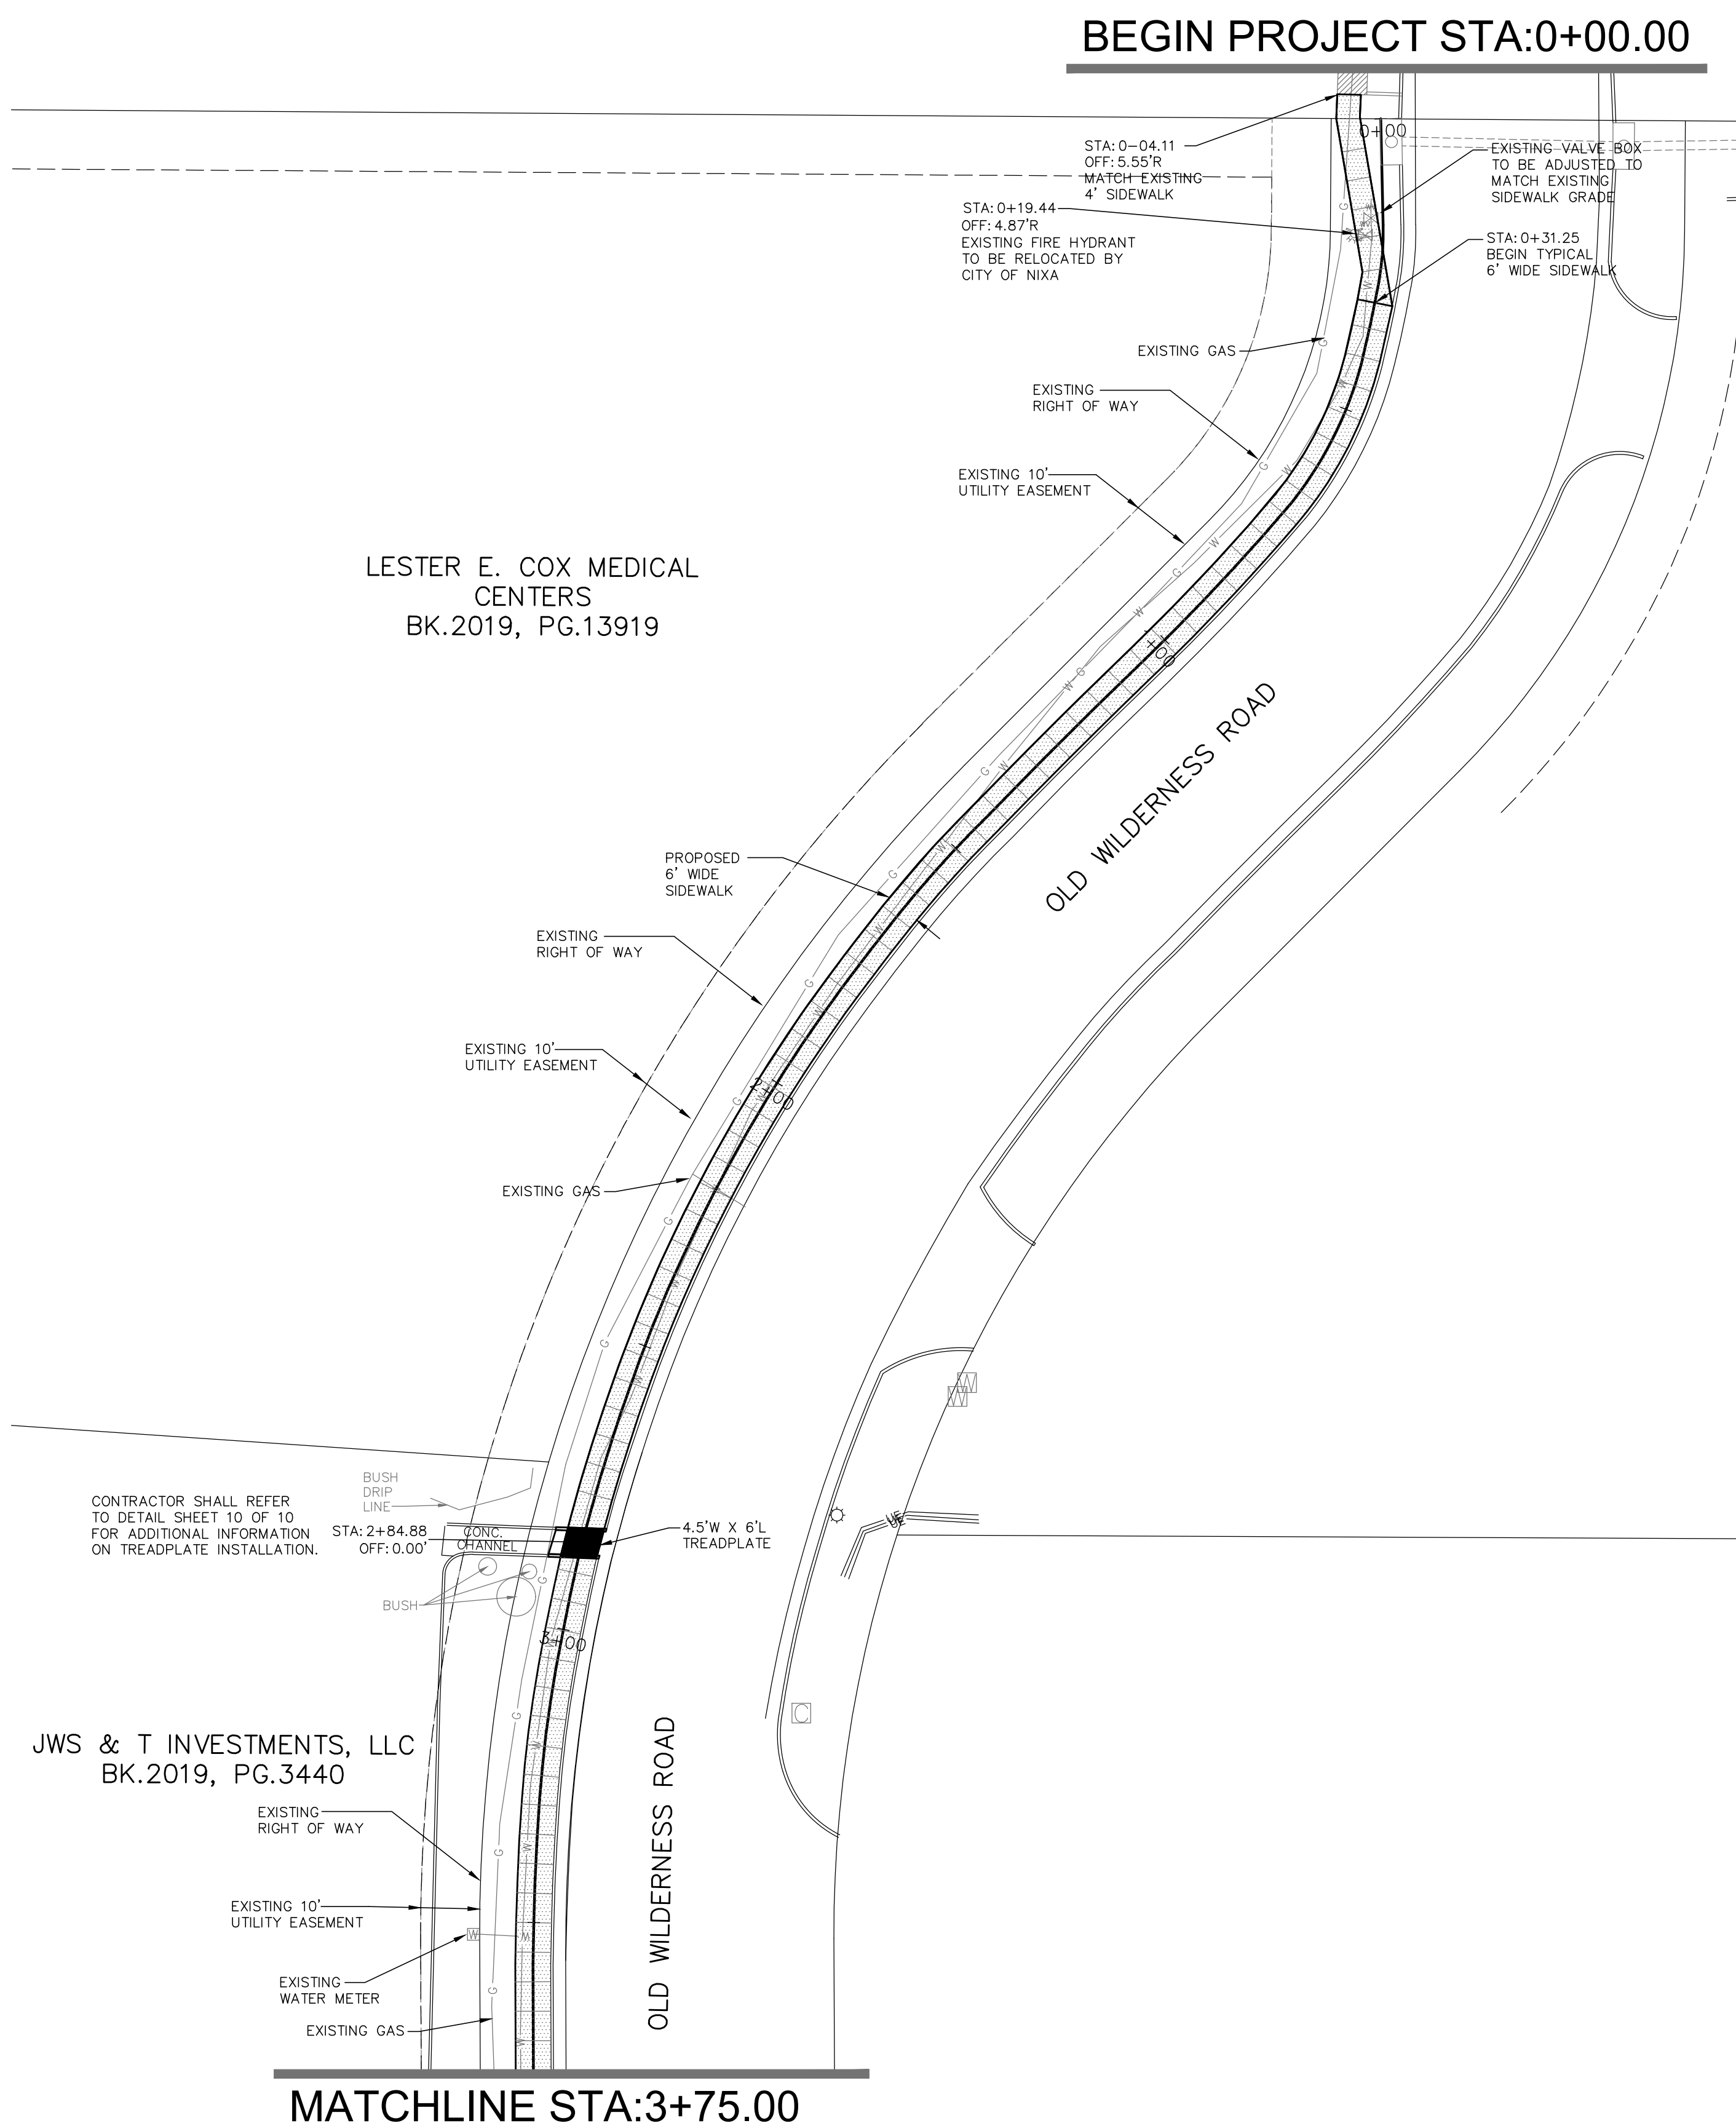 BEGIN PROJECT STA:0+00.00
0+00
STA:0-04.11
OFF:5.55'R
MATCH EXISTING
4' SIDEWALK
EXISTING VALVE BOX
TO BE ADJUSTED TO
MATCH EXISTING
SIDEWALK GRADE
STA:0+19.44
OFF:4.87'R
EXISTING FIRE HYDRANT
TO BE RELOCATED BY
CITY OF NIXA
STA:0+31.25
BEGIN TYPICAL
6' WIDE SIDEWALK
G
W
EXISTING GAS
G
EXISTING
RIGHT OF WAY
W
EXISTING 10'
UTILITY EASEMENT
G
W
W
G
LESTER E. COX MEDICAL
CENTERS
BK.2019, PG.13919
W
1+00
W
G
OLD WILDERNESS ROAD
G
W
PROPOSED
6' WIDE
SIDEWALK
W
G
EXISTING
RIGHT OF WAY
W
G
W
EXISTING 10'
UTILITY EASEMENT
2+00
G
W
EXISTING GAS
G
W
G
W
W
W
BUSH
DRIP
LINE
CONTRACTOR SHALL REFER
TO DETAIL SHEET 10 OF 10
FOR ADDITIONAL INFORMATION
ON TREADPLATE INSTALLATION.
STA:2+84.88
OFF:0.00'
CONC.
CHANNEL
4.5'W X 6'L
TREADPLATE
UE
UE
G
BUSH
3+00
W
G
C
W
JWS & T INVESTMENTS, LLC
BK.2019, PG.3440
OLD WILDERNESS ROAD
EXISTING
RIGHT OF WAY
G
W
EXISTING 10'
UTILITY EASEMENT
W
W
EXISTING
WATER METER
G
EXISTING GAS
W
MATCHLINE STA:3+75.00